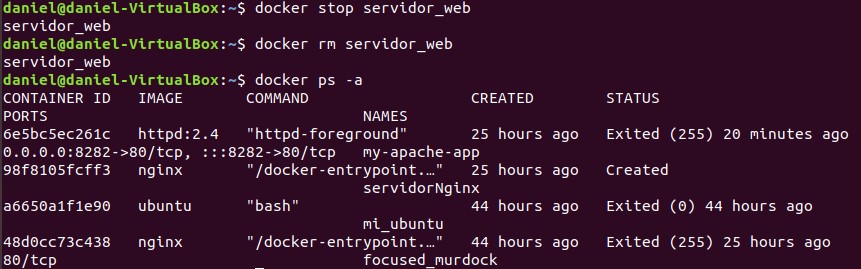 daniel@daniel-VirtualBox:~$ docker stop servidor_web
servidor_web
daniel@daniel-VirtualBox:~$ docker rm servidor_web
servidor_web
daniel@daniel-VirtualBox:~$ docker ps -a
CONTAINER ID   IMAGE       COMMAND                  CREATED        STATUS
PORTS                                   NAMES
6e5bc5ec261c   httpd:2.4   "httpd-foreground"       25 hours ago   Exited (255) 20 minutes ago
0.0.0.0:8282->80/tcp, :::8282->80/tcp   my-apache-app
98f8105fcff3   nginx       "/docker-entrypoint.…"   25 hours ago   Created
                                        servidorNginx
a6650a1f1e90   ubuntu      "bash"                   44 hours ago   Exited (0) 44 hours ago
                                        mi_ubuntu
48d0cc73c438   nginx       "/docker-entrypoint.…"   44 hours ago   Exited (255) 25 hours ago
80/tcp                                  focused_murdock